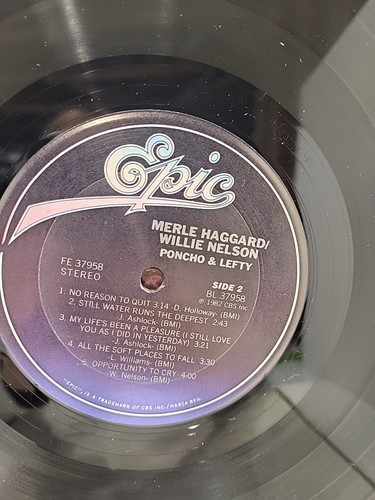 Epic
MERLE HAGGARD/
WILLIE NELSON
PONCHO & LEFTY
FE 37958
STEREO
SIDE 2
BL 37958
℗ 1982 CBS Inc.
1. NO REASON TO QUIT 3:14 -D. Holloway- (BMI)
2. STILL WATER RUNS THE DEEPEST 2:43
-J. Ashlock- (BMI)
3. MY LIFE'S BEEN A PLEASURE (I STILL LOVE
YOU AS I DID IN YESTERDAY) 3:21
-J. Ashlock- (BMI)
4. ALL THE SOFT PLACES TO FALL 3:30
-L. Williams- (BMI)
5. OPPORTUNITY TO CRY 4:00
W. Nelson- (BMI)
"EPIC" IS A TRADEMARK OF CBS INC./MARCA REG.